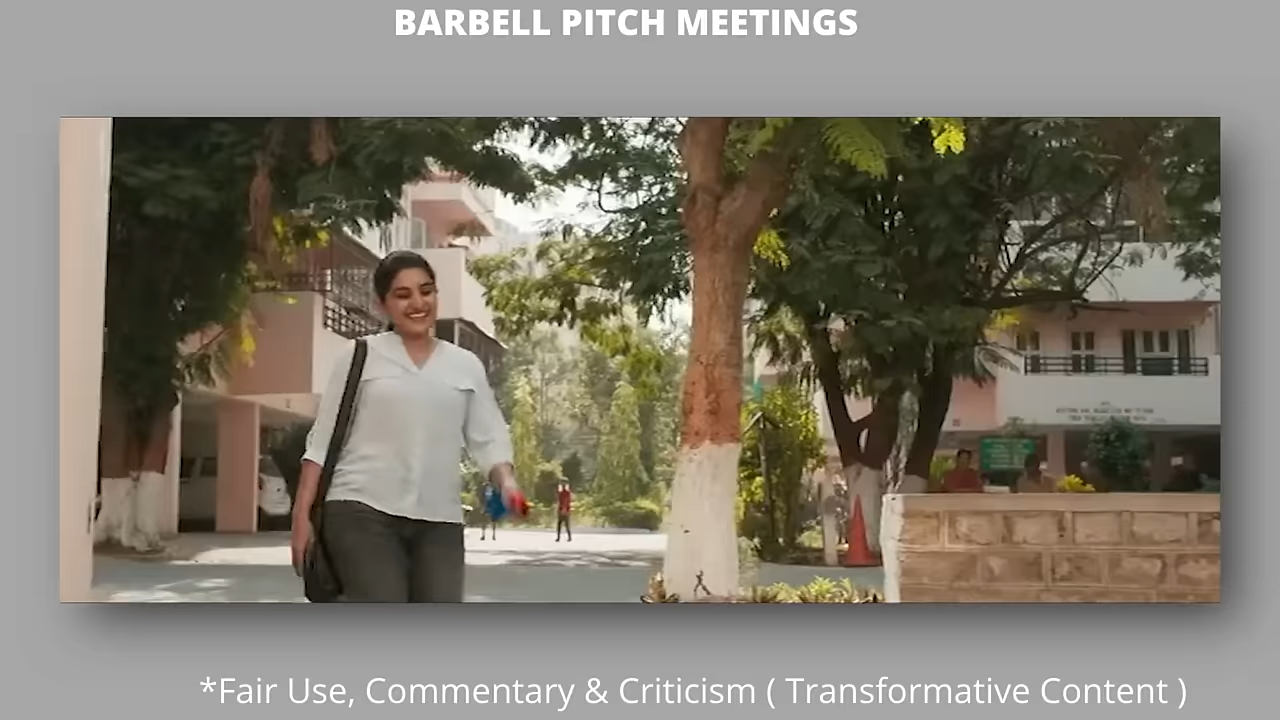 BARBELL PITCH MEETINGS
*Fair Use, Commentary & Criticism ( Transformative Content )